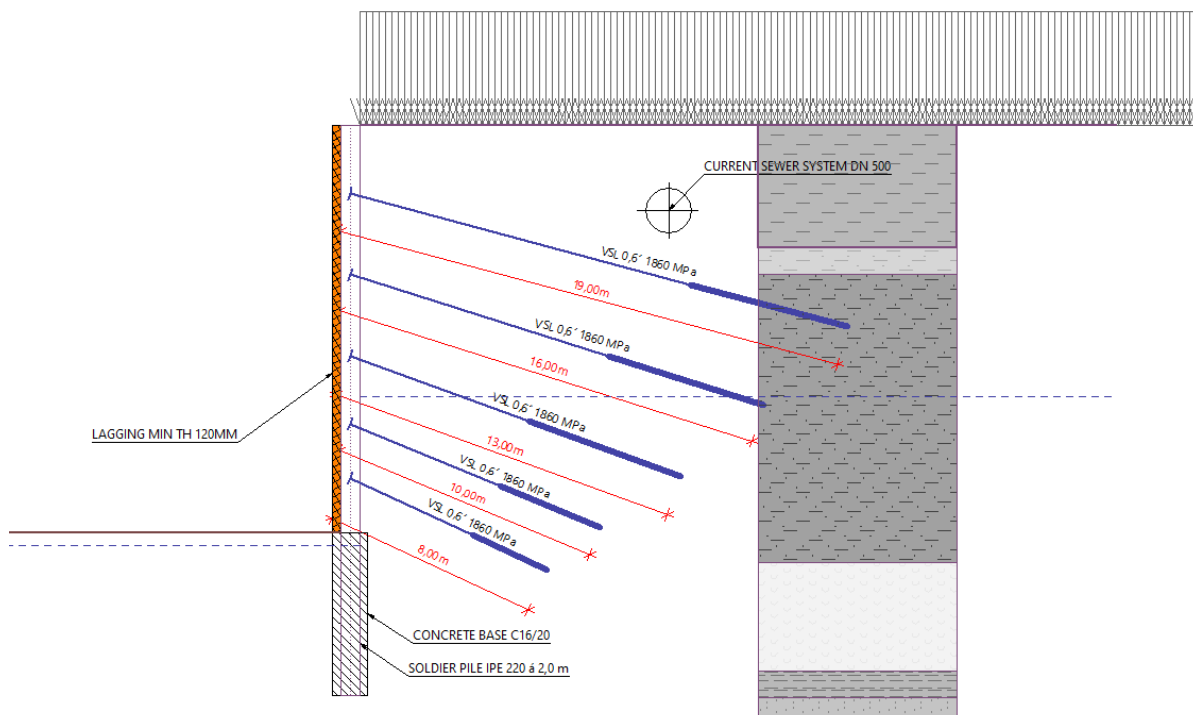 CURRENT SEWER SYSTEM DN 500
VSL 0,6´ 1860 MPa
19,00m
VSL 0,6´ 1860 MPa
16,00m
VSL 0,6´ 1860 MPa
13,00m
LAGGING MIN TH 120MM
VSL 0,6´ 1860 MPa
10,00m
VSL 0,6´ 1860 MPa
8,00m
CONCRETE BASE C16/20
SOLDIER PILE IPE 220 á 2,0 m